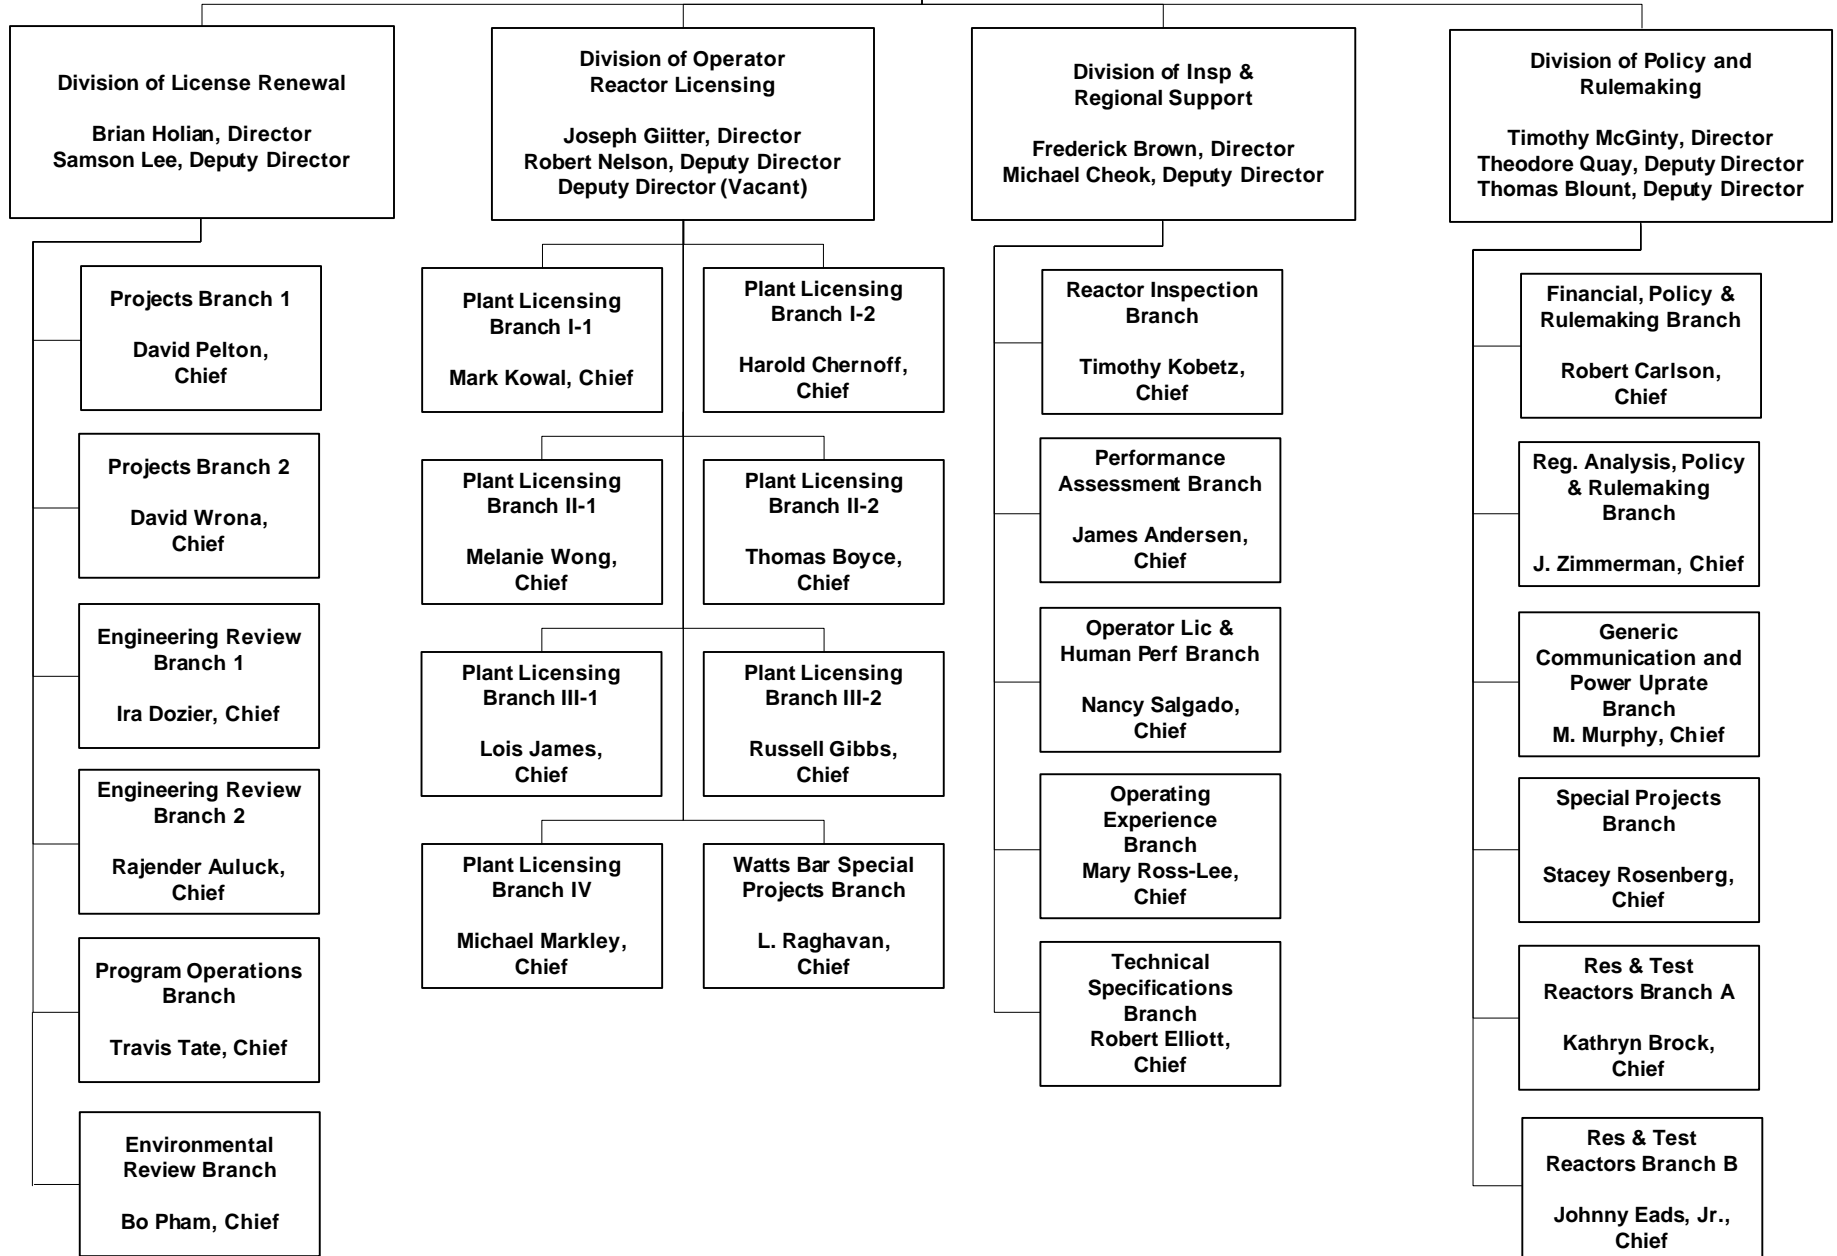 Division of License Renewal
Brian Holian, Director
Samson Lee, Deputy Director
Projects Branch 1
David Pelton,
Chief
Projects Branch 2
David Wrona,
Chief
Engineering Review
Branch 1
Ira Dozier, Chief
Engineering Review
Branch 2
Rajender Auluck,
Chief
Program Operations
Branch
Travis Tate, Chief
Environmental
Review Branch
Bo Pham, Chief
Division of Operator
Reactor Licensing
Joseph Giitter, Director
Robert Nelson, Deputy Director
Deputy Director (Vacant)
Plant Licensing
Branch I-1
Mark Kowal, Chief
Plant Licensing
Branch I-2
Harold Chernoff,
Chief
Plant Licensing
Branch II-1
Melanie Wong,
Chief
Plant Licensing
Branch II-2
Thomas Boyce,
Chief
Plant Licensing
Branch III-1
Lois James,
Chief
Plant Licensing
Branch III-2
Russell Gibbs,
Chief
Plant Licensing
Branch IV
Michael Markley,
Chief
Watts Bar Special
Projects Branch
L. Raghavan,
Chief
Division of Insp &
Regional Support
Frederick Brown, Director
Michael Cheok, Deputy Director
Reactor Inspection
Branch
Timothy Kobetz,
Chief
Performance
Assessment Branch
James Andersen,
Chief
Operator Lic &
Human Perf Branch
Nancy Salgado,
Chief
Operating
Experience
Branch
Mary Ross-Lee,
Chief
Technical
Specifications
Branch
Robert Elliott,
Chief
Division of Policy and
Rulemaking
Timothy McGinty, Director
Theodore Quay, Deputy Director
Thomas Blount, Deputy Director
Financial, Policy &
Rulemaking Branch
Robert Carlson,
Chief
Reg. Analysis, Policy
& Rulemaking
Branch
J. Zimmerman, Chief
Generic
Communication and
Power Uprate
Branch
M. Murphy, Chief
Special Projects
Branch
Stacey Rosenberg,
Chief
Res & Test
Reactors Branch A
Kathryn Brock,
Chief
Res & Test
Reactors Branch B
Johnny Eads, Jr.,
Chief